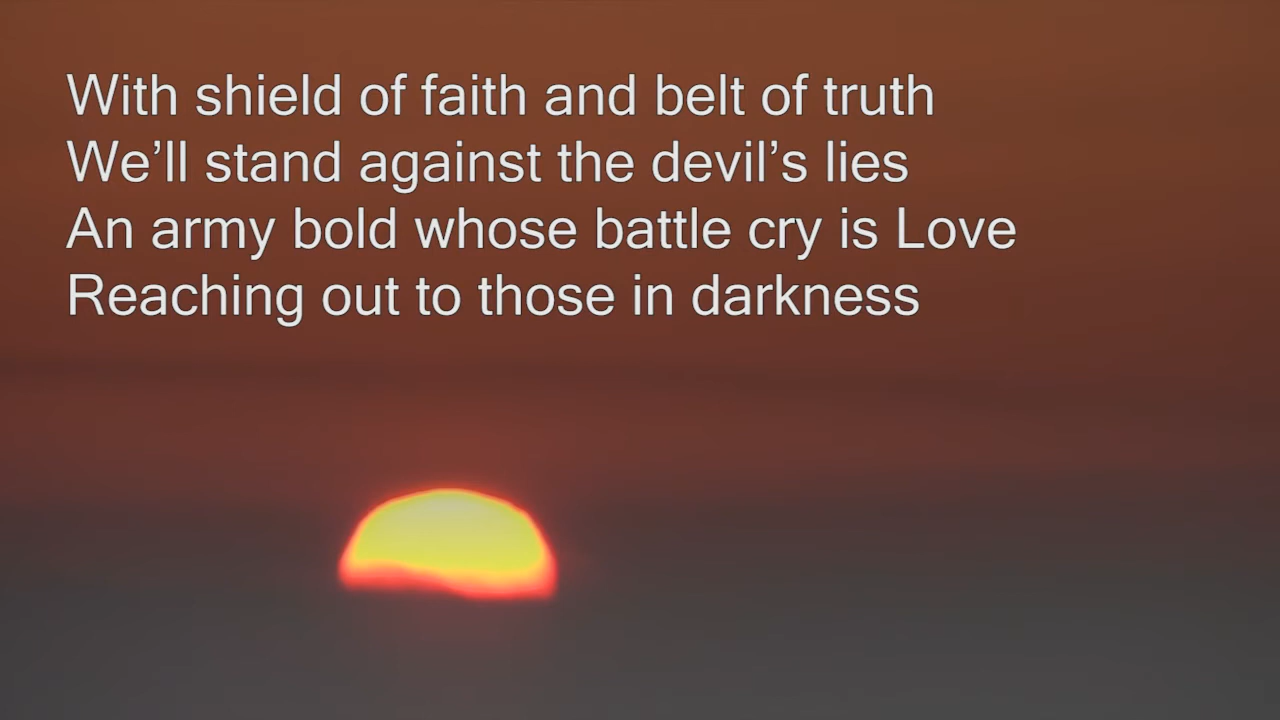 With shield of faith and belt of truth
We’ll stand against the devil’s lies
An army bold whose battle cry is Love
Reaching out to those in darkness